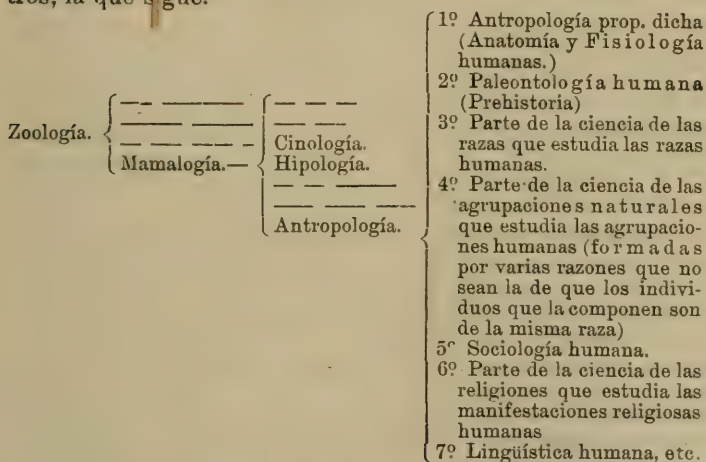 tres, la que sigue:
Zoología.
Mamalogía.—
Cinología.
Hipología.
Antropología.
1º Antropología prop. dicha
(Anatomía y Fisiología
humanas.)
2º Paleontología humana
(Prehistoria)
3º Parte de la ciencia de las
razas que estudia las razas
humanas.
4º Parte de la ciencia de las
agrupaciones naturales
que estudia las agrupacio-
nes humanas (formadas
por varias razones que no
sean la de que los indivi-
duos que la componen son
de la misma raza)
5º Sociología humana.
6º Parte de la ciencia de las
religiones que estudia las
manifestaciones religiosas
humanas
7º Lingüística humana, etc.